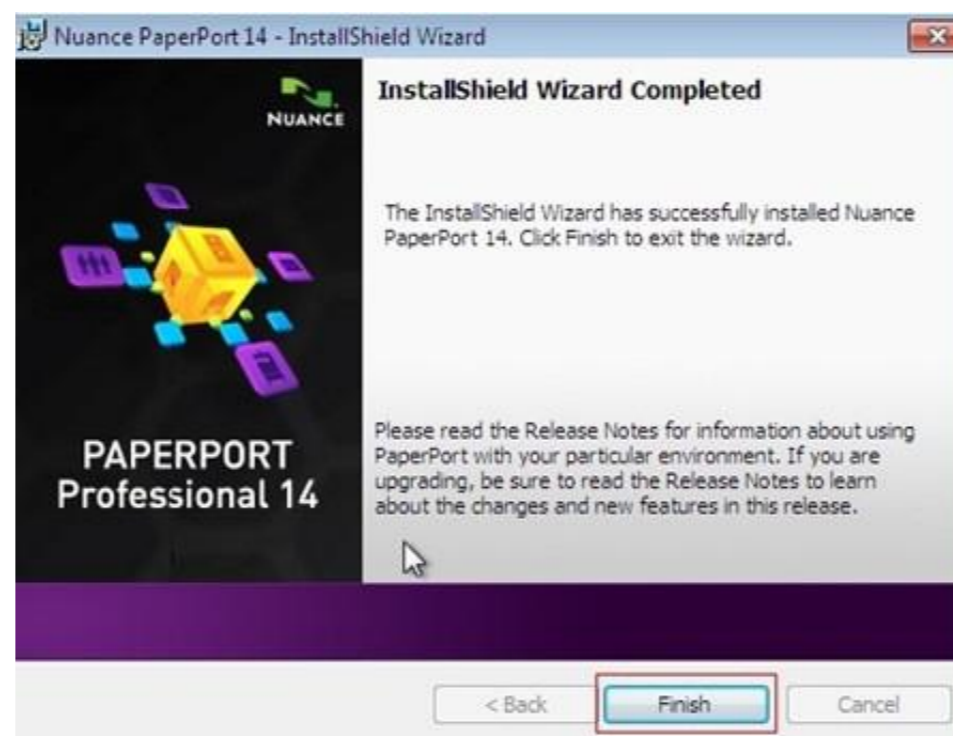 Nuance PaperPort 14 - InstallShield Wizard
NUANCE
InstallShield Wizard Completed
The InstallShield Wizard has successfully installed Nuance
PaperPort 14. Click Finish to exit the wizard.
Please read the Release Notes for information about using
PaperPort with your particular environment. If you are
upgrading, be sure to read the Release Notes to learn
about the changes and new features in this release.
PAPERPORT
Professional 14
< Back
Finish
Cancel